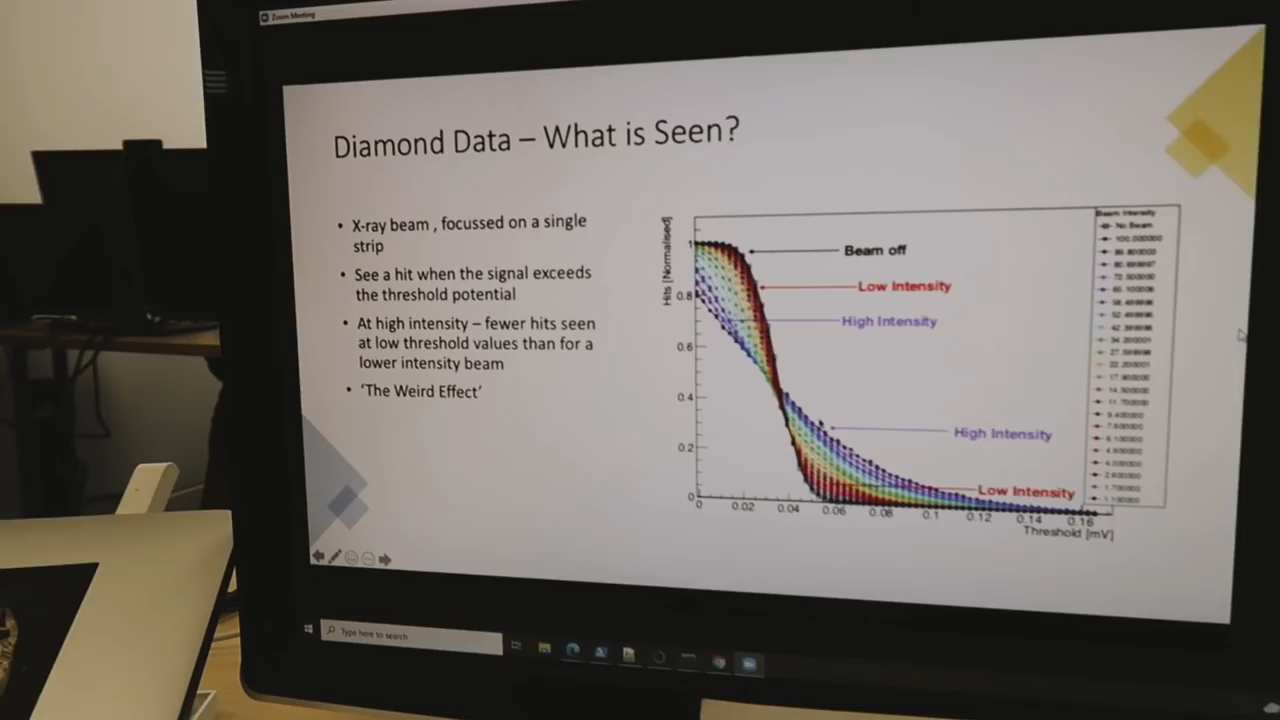 Zoom Meeting
Diamond Data – What is Seen?
• X-ray beam , focussed on a single
strip
• See a hit when the signal exceeds
the threshold potential
• At high intensity – fewer hits seen
at low threshold values than for a
lower intensity beam
• ‘The Weird Effect’
Hits [Normalised]
1
0.8
0.6
0.4
0.2
0
0
0.02
0.04
0.06
0.08
0.1
0.12
0.14
0.16
Threshold [mV]
Beam off
Low Intensity
High Intensity
High Intensity
Low Intensity
Beam Intensity
No Beam
100.000000
Type here to search